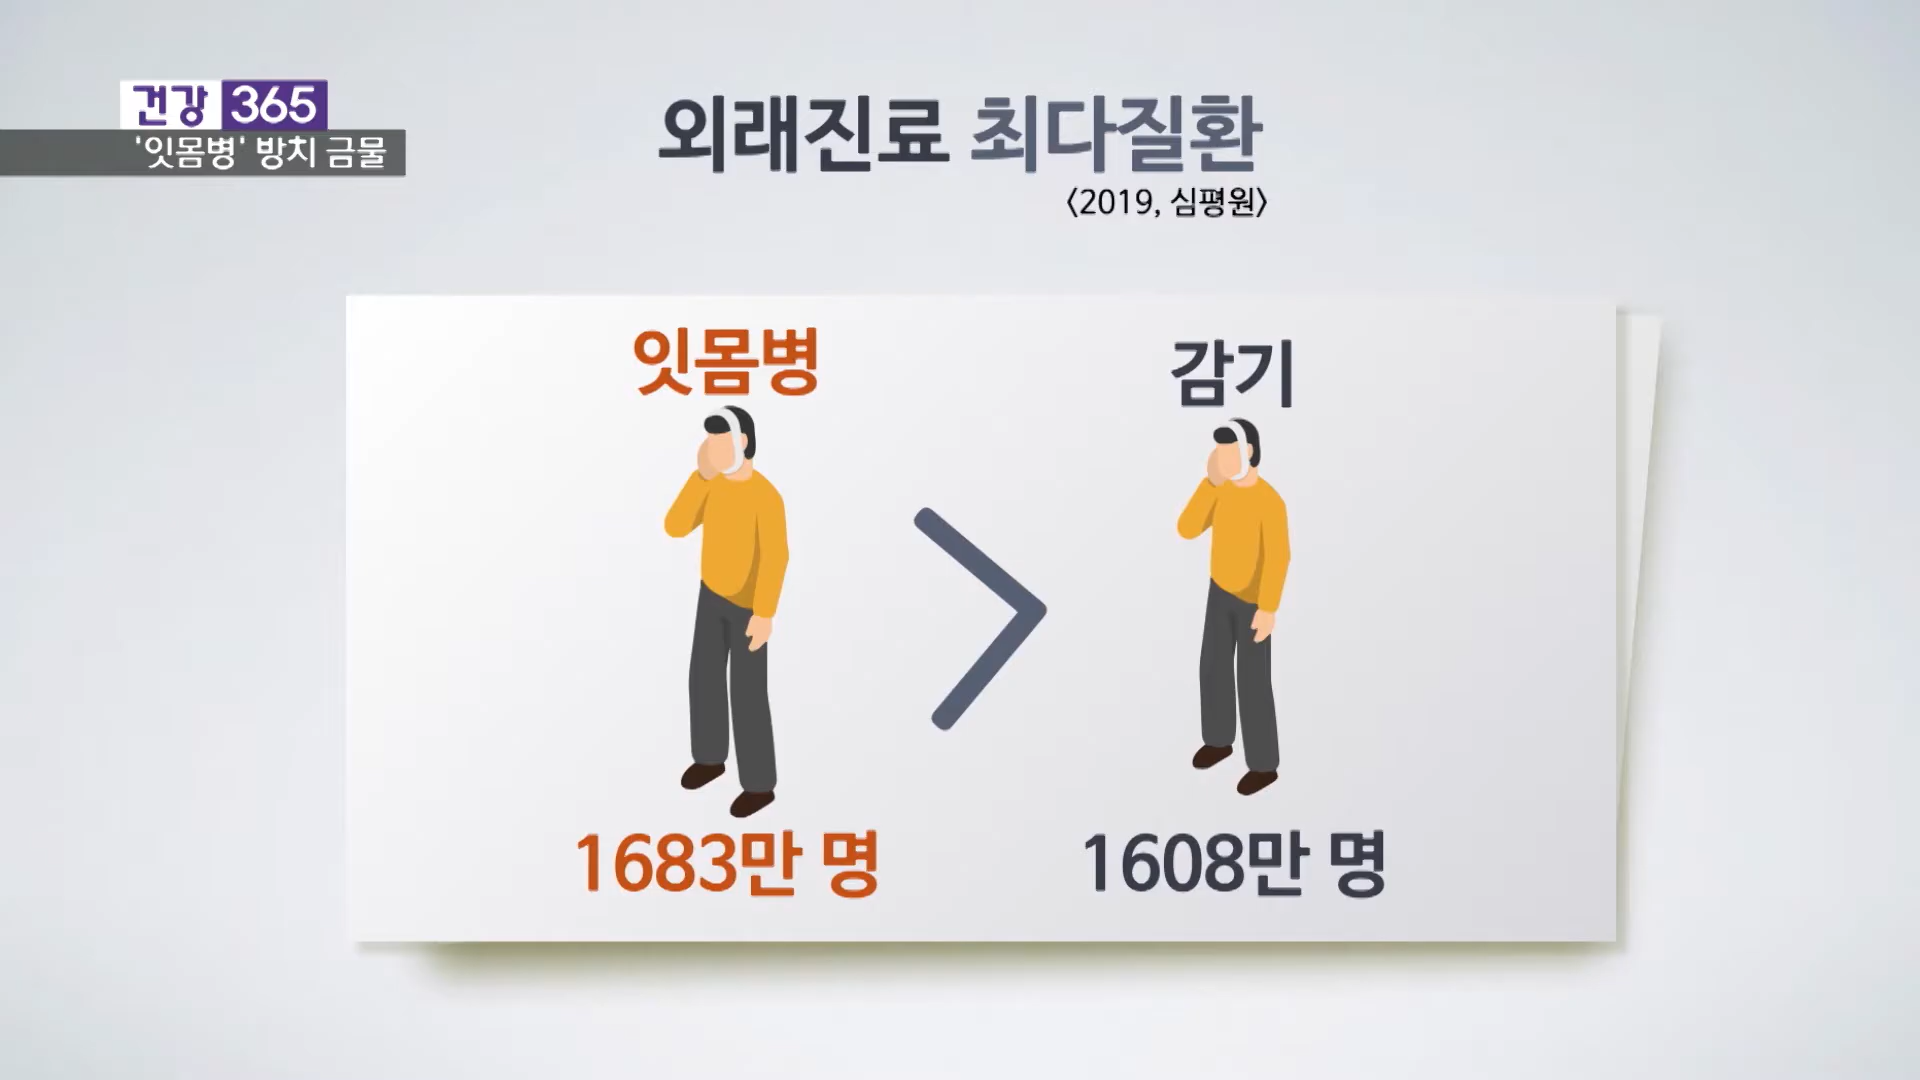 건강 365
'잇몸병' 방치 금물
외래진료 최다질환
〈2019, 심평원〉
잇몸병
감기
1683만 명
1608만 명